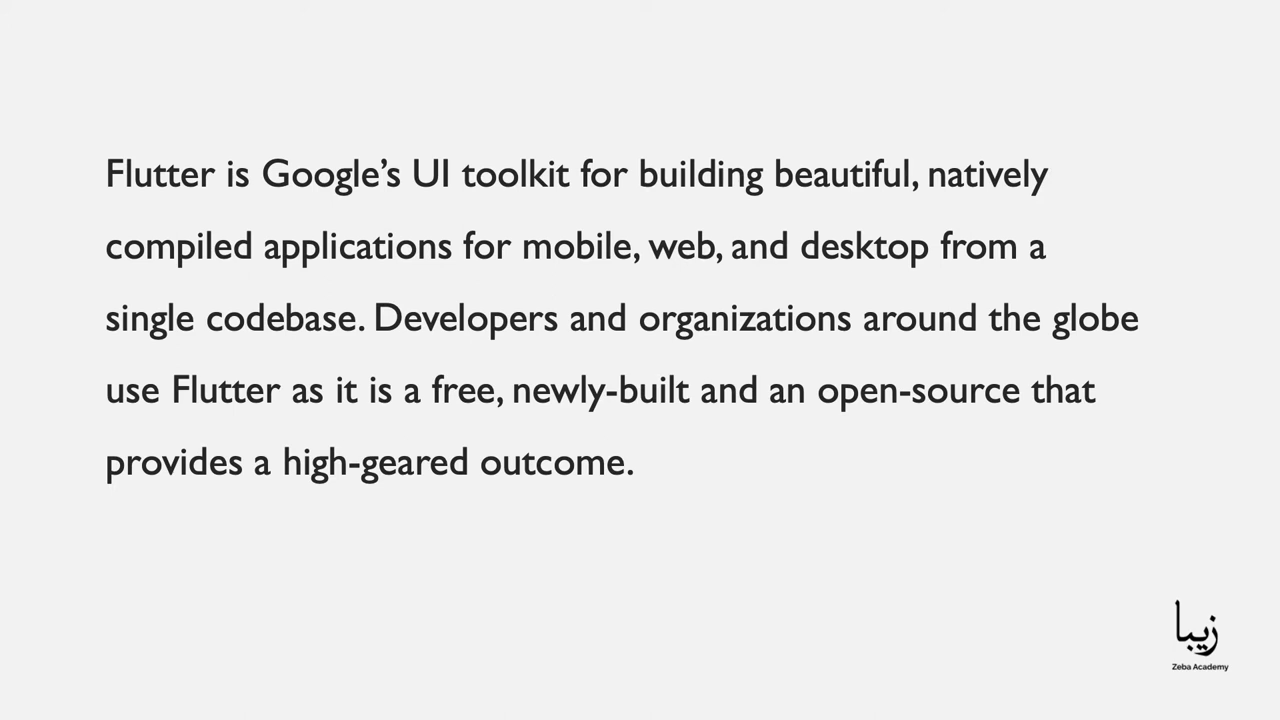 Flutter is Google’s UI toolkit for building beautiful, natively
compiled applications for mobile, web, and desktop from a
single codebase. Developers and organizations around the globe
use Flutter as it is a free, newly-built and an open-source that
provides a high-geared outcome.
زیبا
Zeba Academy